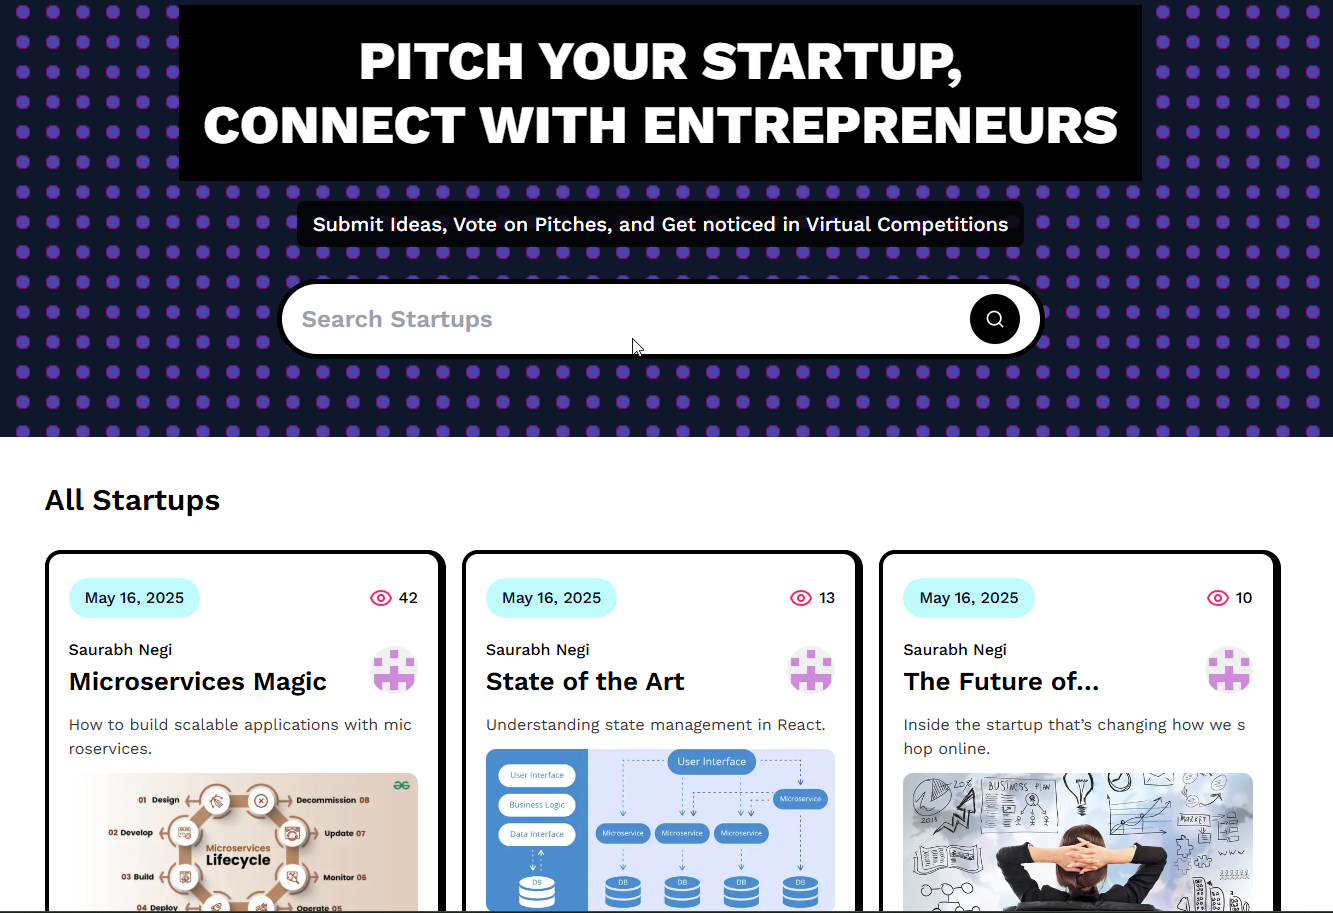 PITCH YOUR STARTUP,
CONNECT WITH ENTREPRENEURS
Submit Ideas, Vote on Pitches, and Get noticed in Virtual Competitions
Search Startups
All Startups
May 16, 2025
42
Saurabh Negi
Microservices Magic
How to build scalable applications with mic
roservices.
01 Design
Decommission 08
02 Develop
Update 07
Microservices
Lifecycle
03 Build
Monitor 06
04 Deploy
Operate 05
May 16, 2025
13
Saurabh Negi
State of the Art
Understanding state management in React.
User Interface
User Interface
Microservice
Business Logic
Data Interface
Microservice
Microservice
Microservice
DB
DB
DB
DB
DB
May 16, 2025
10
Saurabh Negi
The Future of...
Inside the startup that’s changing how we s
hop online.
20%
BUSINESS PLAN
2013
MARKET